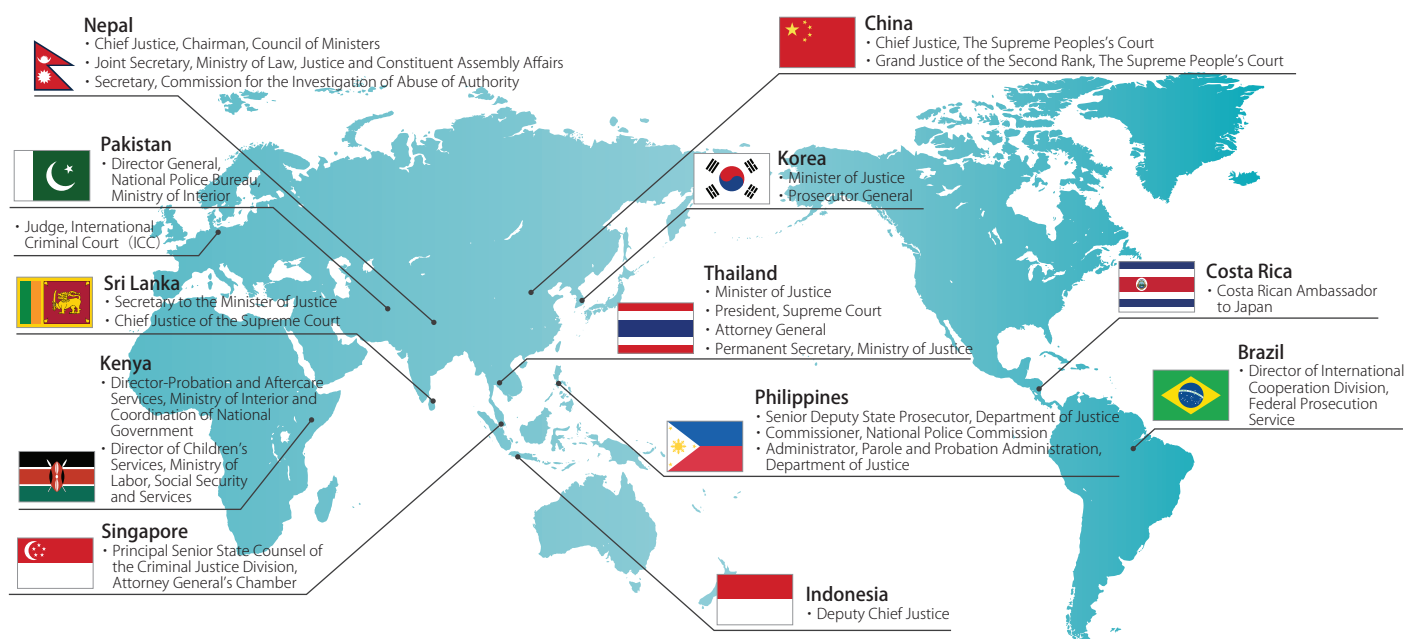 Nepal
・Chief Justice, Chairman, Council of Ministers
・Joint Secretary, Ministry of Law, Justice and Constituent Assembly Affairs
・Secretary, Commission for the Investigation of Abuse of Authority
China
・Chief Justice, The Supreme Peoples's Court
・Grand Justice of the Second Rank, The Supreme People's Court
Pakistan
・Director General,
National Police Bureau,
Ministry of Interior
・Judge, International
Criminal Court（ICC）
Korea
・Minister of Justice
・Prosecutor General
Sri Lanka
・Secretary to the Minister of Justice
・Chief Justice of the Supreme Court
Thailand
・Minister of Justice
・President, Supreme Court
・Attorney General
・Permanent Secretary, Ministry of Justice
Costa Rica
・Costa Rican Ambassador
to Japan
Kenya
・Director-Probation and Aftercare
Services, Ministry of Interior and
Coordination of National
Government
・Director of Children's
Services, Ministry of
Labor, Social Security
and Services
Brazil
・Director of International
Cooperation Division,
Federal Prosecution
Service
Philippines
・Senior Deputy State Prosecutor, Department of Justice
・Commissioner, National Police Commission
・Administrator, Parole and Probation Administration,
Department of Justice
Singapore
・Principal Senior State Counsel of
the Criminal Justice Division,
Attorney General's Chamber
Indonesia
・Deputy Chief Justice